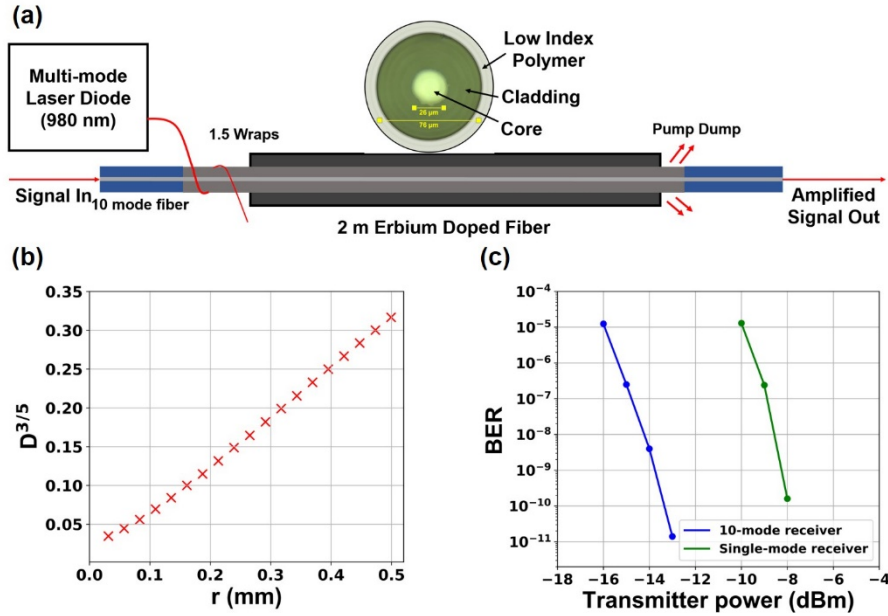 (a)
Multi-mode
Laser Diode
(980 nm)
1.5 Wraps
Low Index
Polymer
Cladding
Core
26 μm
70 μm
Pump Dump
Signal In
10 mode fiber
2 m Erbium Doped Fiber
Amplified
Signal Out
(b)
D^3/5
0.35
0.30
0.25
0.20
0.15
0.10
0.05
0.0 0.1 0.2 0.3 0.4 0.5
r (mm)
(c)
BER
10^−4
10^−5
10^−6
10^−7
10^−8
10^−9
10^−10
10^−11
10-mode receiver
Single-mode receiver
−18 −16 −14 −12 −10 −8 −6 −4
Transmitter power (dBm)